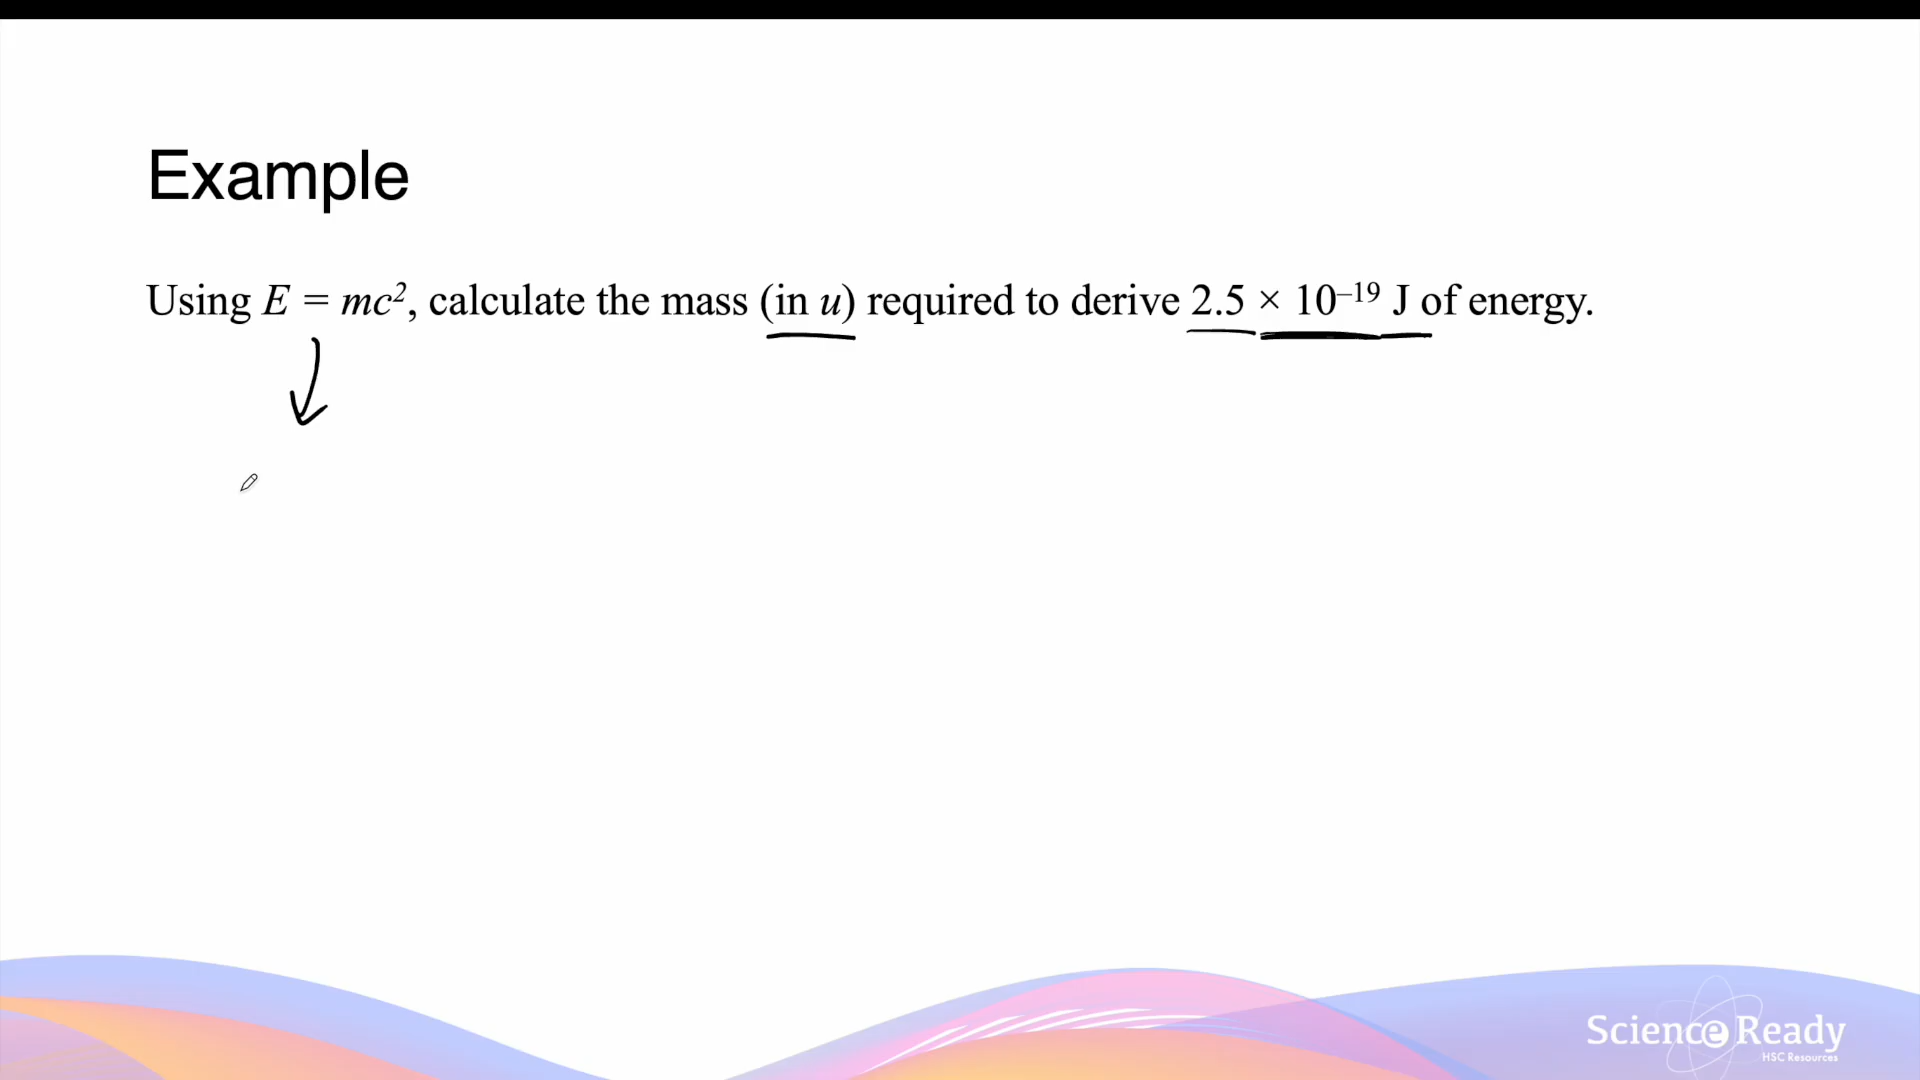 Example
Using E = mc², calculate the mass (in u) required to derive 2.5 × 10⁻¹⁹ J of energy.
Science Ready
HSC Resources